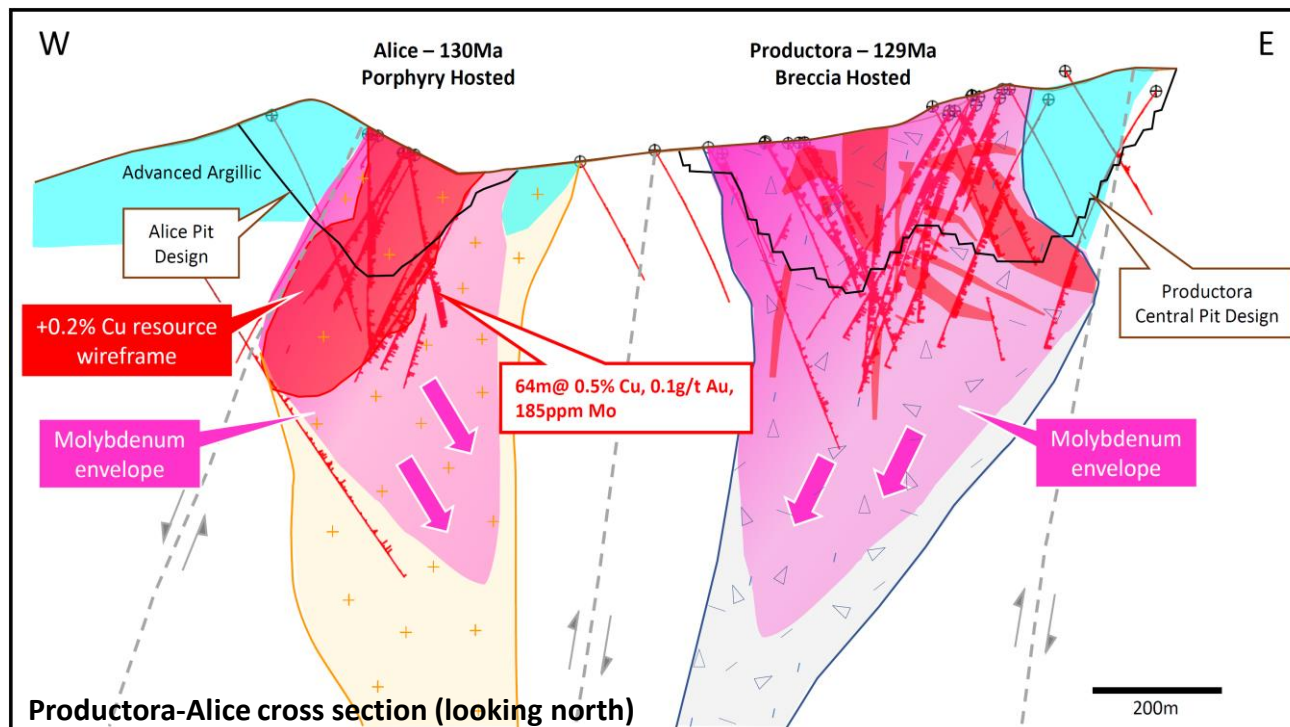 W
Alice – 130Ma
Porphyry Hosted
Productora – 129Ma
Breccia Hosted
E
Advanced Argillic
Alice Pit
Design
+0.2% Cu resource
wireframe
64m@ 0.5% Cu, 0.1g/t Au,
185ppm Mo
Productora
Central Pit Design
Molybdenum
envelope
Molybdenum
envelope
Productora-Alice cross section (looking north)
200m